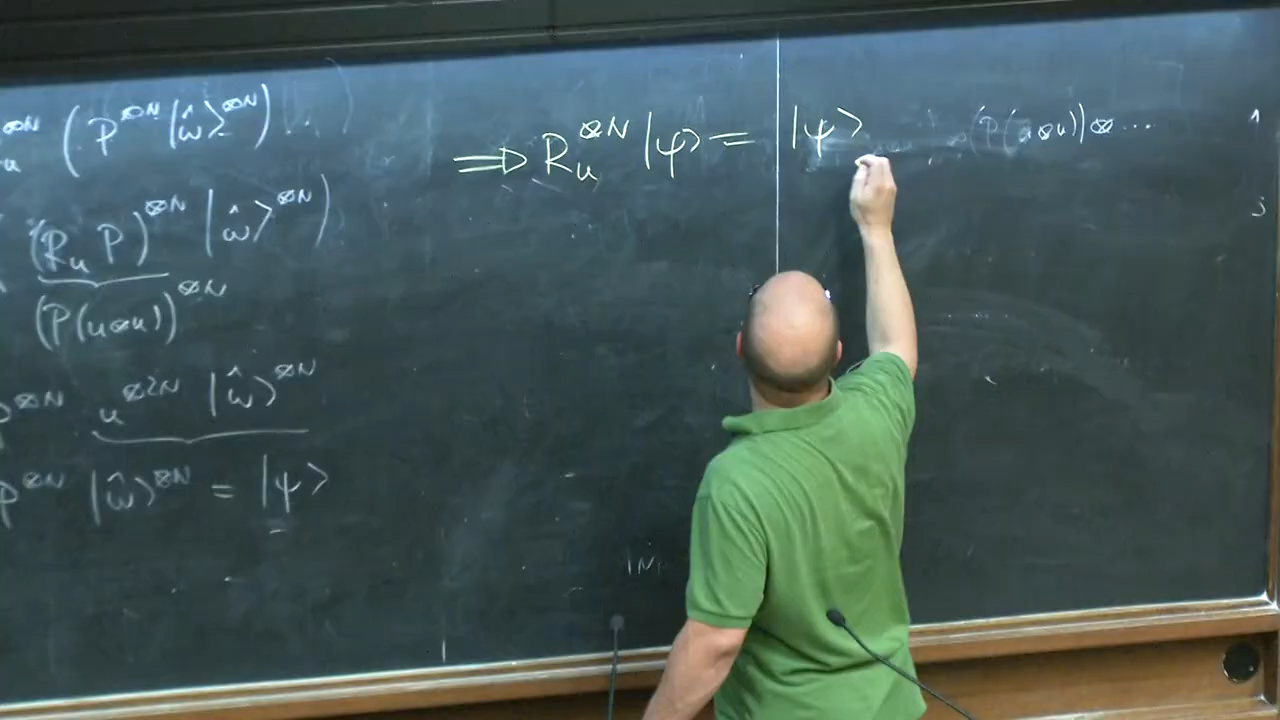 u^{⊗N} (P^{⊗N} |ω̂⟩^{⊗N})
(R_u P)^{⊗N} |ω̂⟩^{⊗N})
(P(u⊗u))^{⊗N}
P^{⊗N} u^{⊗2N} |ω̂⟩^{⊗N}
P^{⊗N} |ω̂⟩^{⊗N} = |ψ⟩
⟹ R_u^{⊗N} |ψ⟩ = |ψ⟩
(P(u⊗u))⊗...